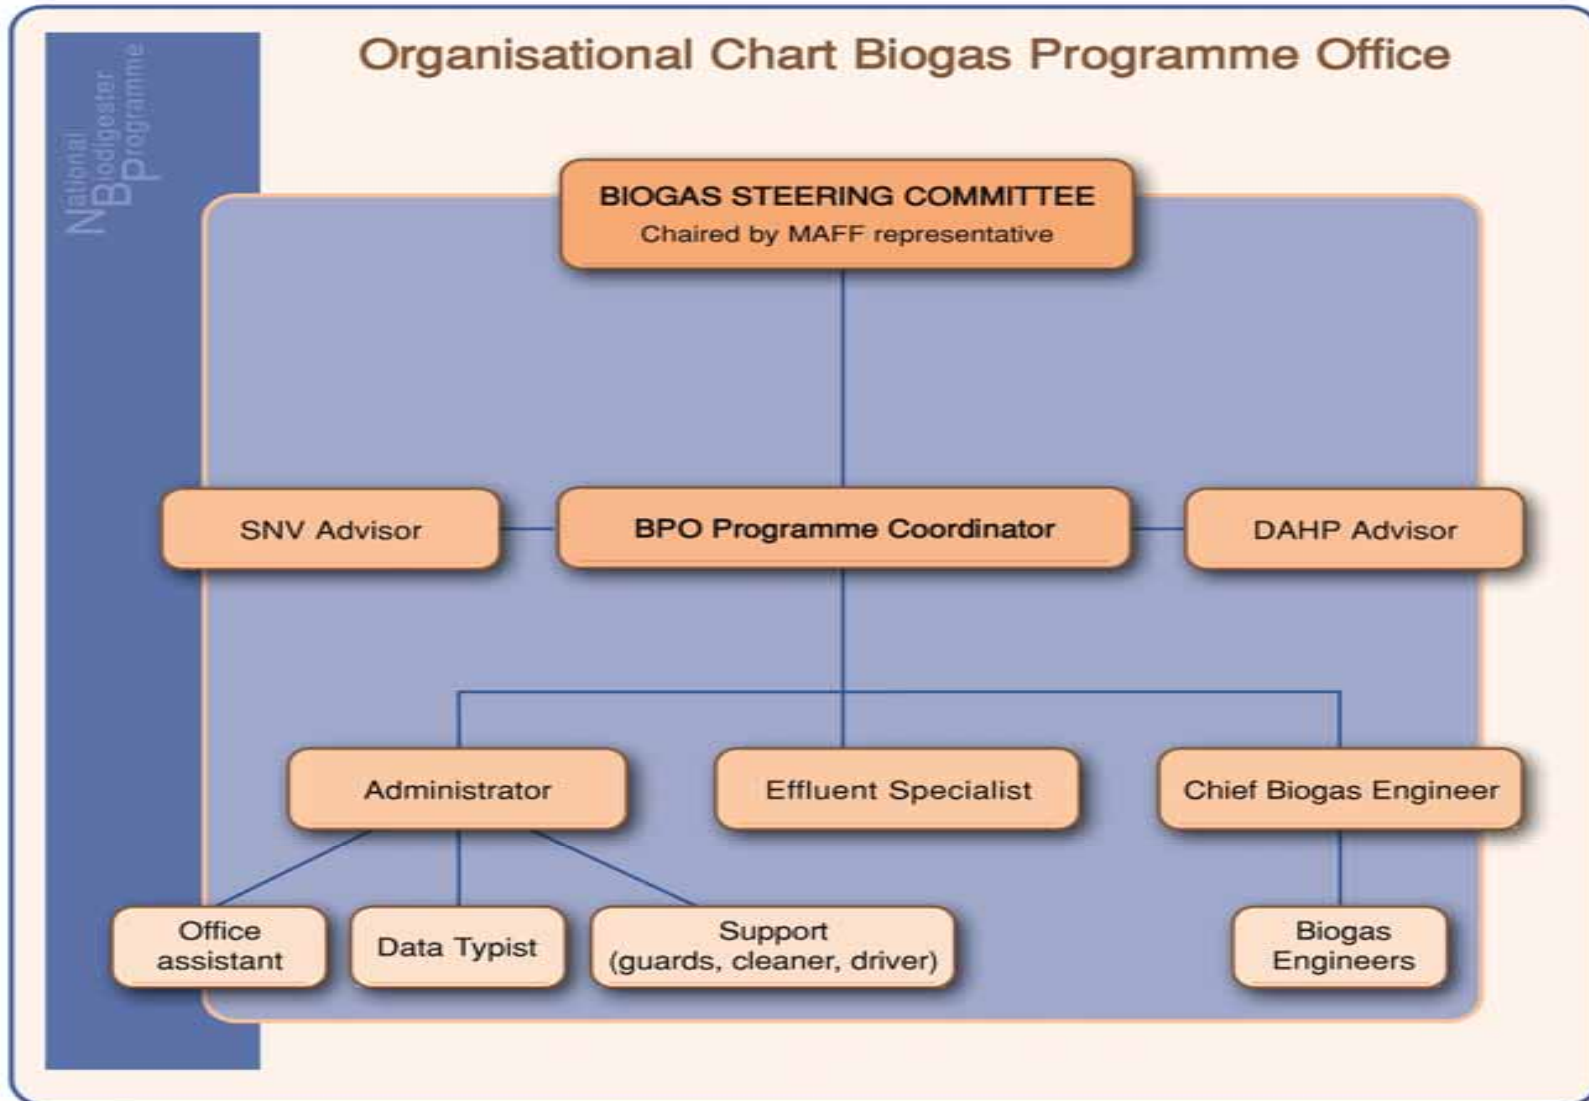 Organisational Chart Biogas Programme Office
National
Biodigester
Programme
BIOGAS STEERING COMMITTEE
Chaired by MAFF representative
SNV Advisor
BPO Programme Coordinator
DAHP Advisor
Administrator
Effluent Specialist
Chief Biogas Engineer
Office
assistant
Data Typist
Support
(guards, cleaner, driver)
Biogas
Engineers